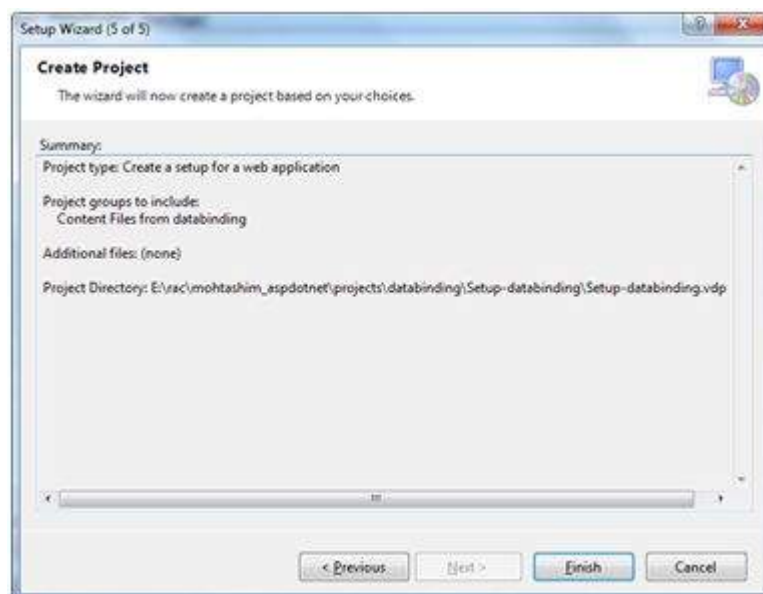 Setup Wizard (5 of 5)
Create Project
The wizard will now create a project based on your choices.
Summary:
Project type: Create a setup for a web application
Project groups to include:
Content Files from databinding
Additional files: (none)
Project Directory: E:\rac\mohtashim_aspdotnet\projects\databinding\Setup-databinding\Setup-databinding.vdp
< Previous Next > Finish Cancel